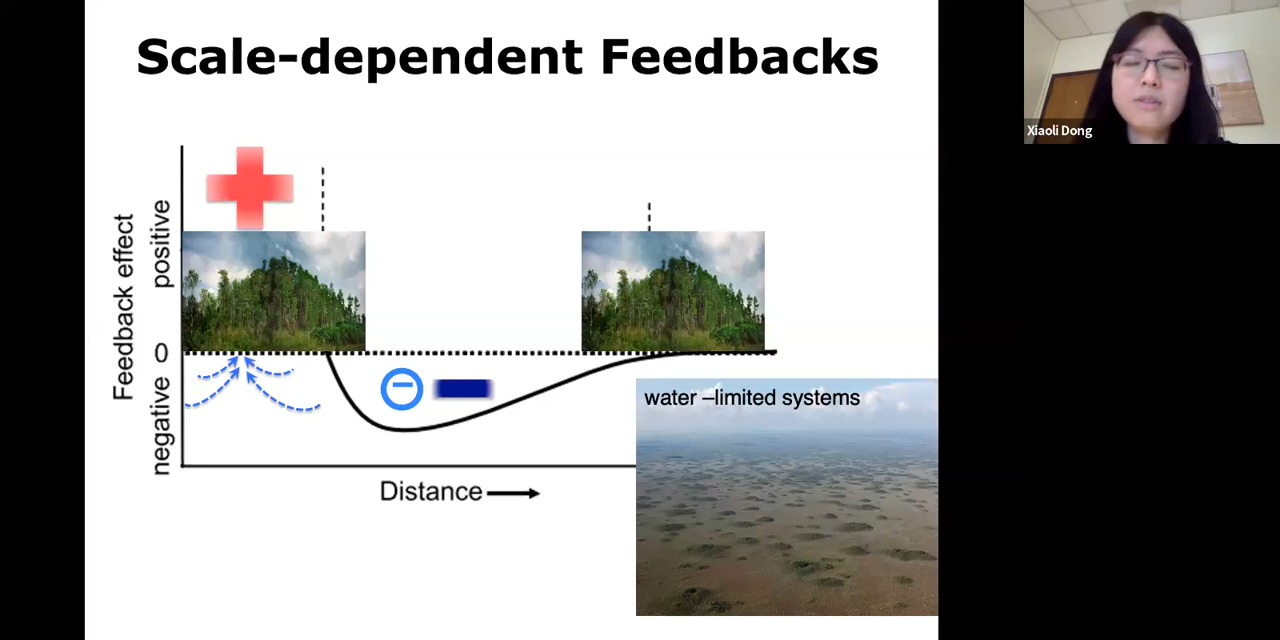 Scale-dependent Feedbacks
Xiaoli Dong
Feedback effect
positive
0
negative
water –limited systems
Distance